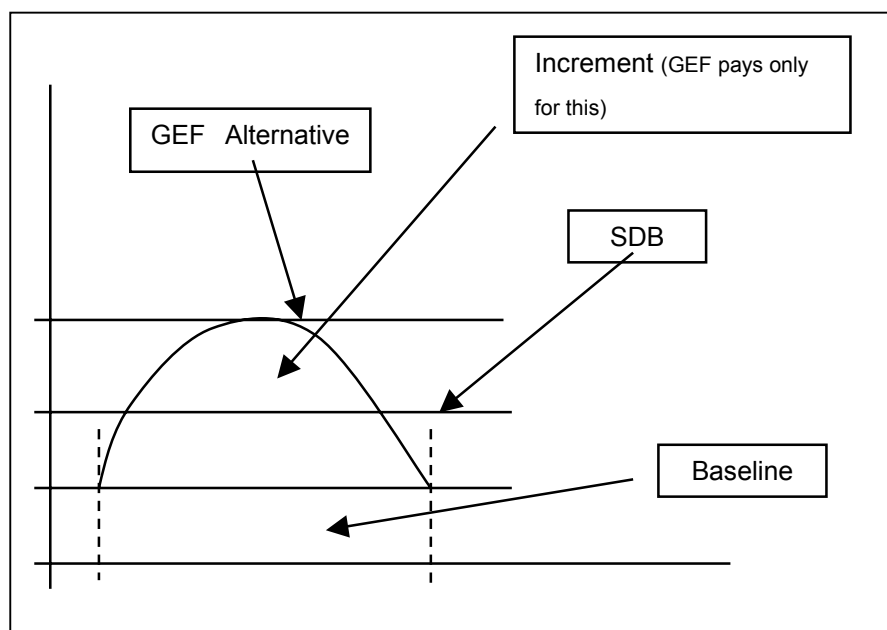 Increment (GEF pays only
for this)
GEF Alternative
SDB
Baseline